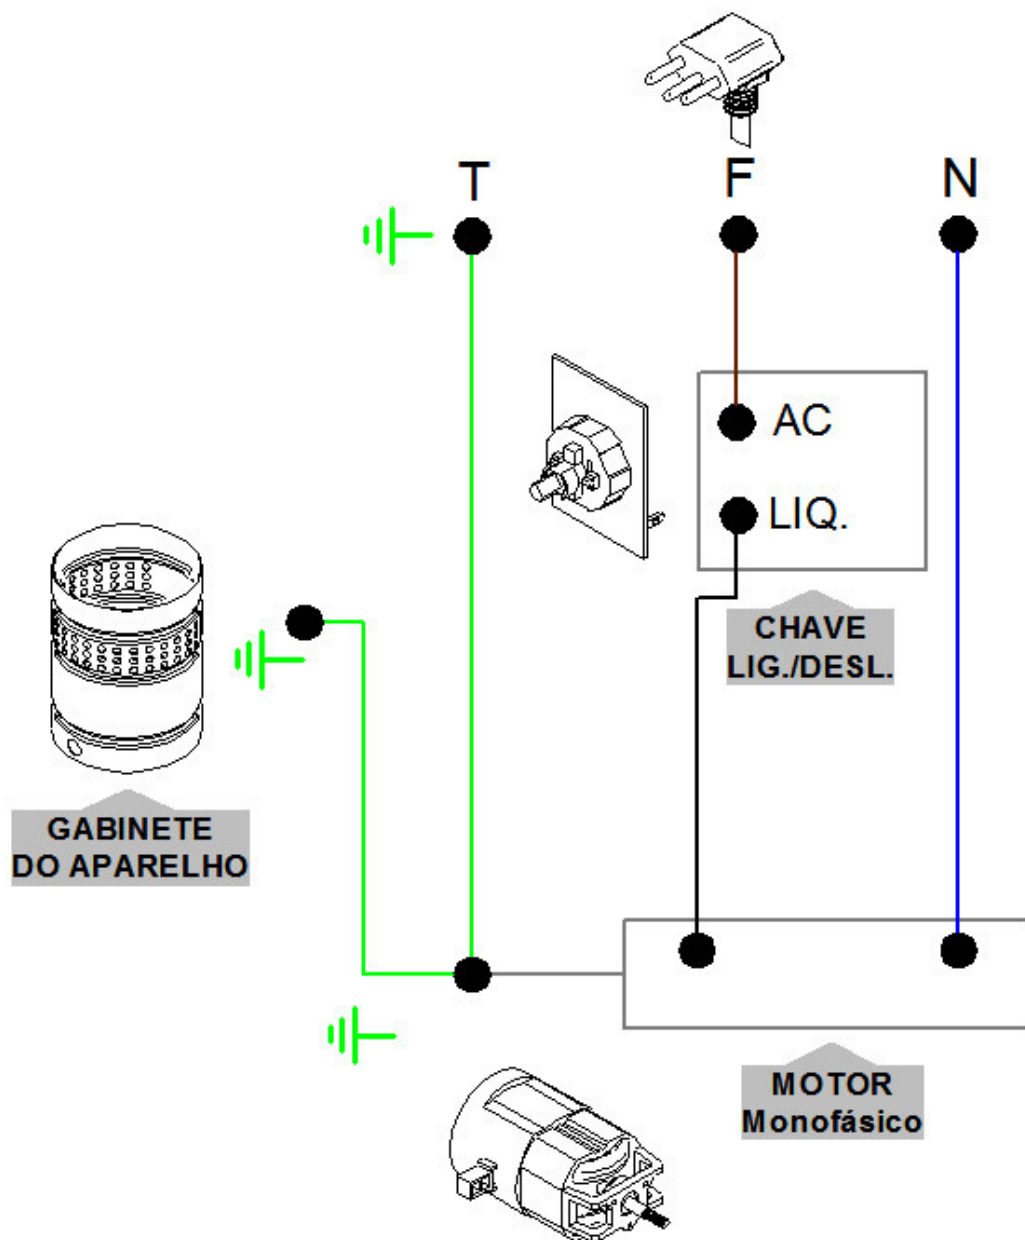 T
F
N
AC
LIQ.
CHAVE
LIG./DESL.
GABINETE
DO APARELHO
MOTOR
Monofásico